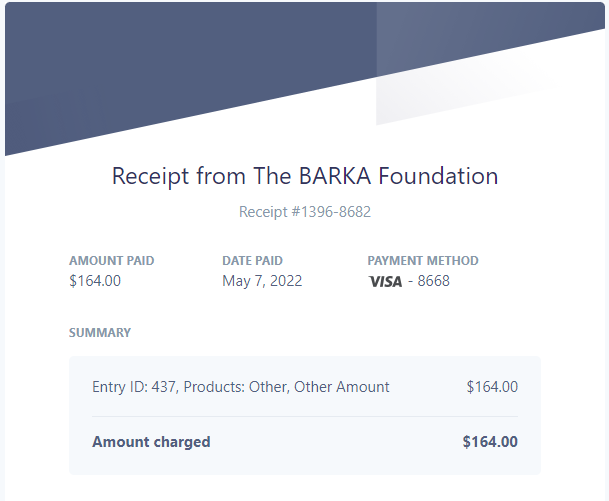 Receipt from The BARKA Foundation
Receipt #1396-8682
AMOUNT PAID DATE PAID PAYMENT METHOD
$164.00 May 7, 2022 VISA - 8668
SUMMARY
Entry ID: 437, Products: Other, Other Amount $164.00
Amount charged $164.00